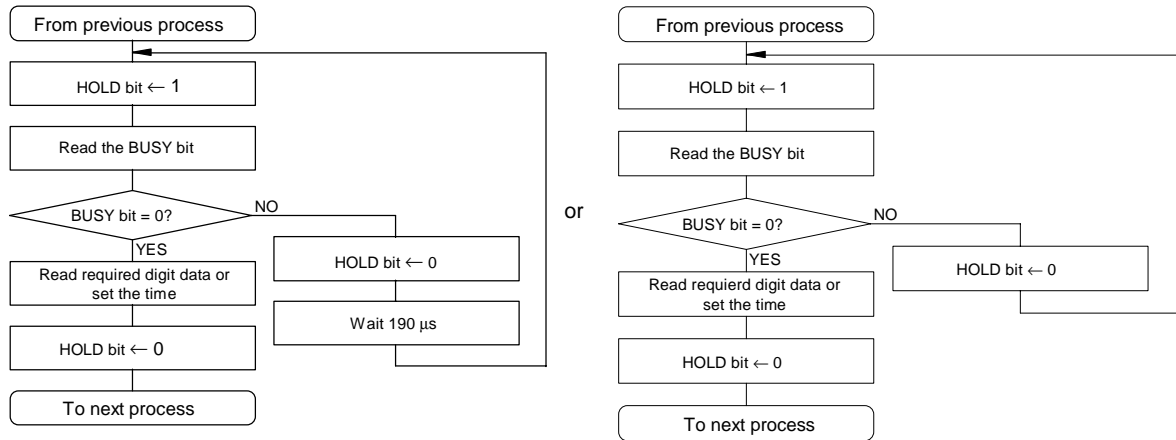 From previous process
HOLD bit ← 1
Read the BUSY bit
BUSY bit = 0?
NO
YES
HOLD bit ← 0
Read required digit data or
set the time
Wait 190 µs
HOLD bit ← 0
To next process
or
From previous process
HOLD bit ← 1
Read the BUSY bit
BUSY bit = 0?
NO
YES
HOLD bit ← 0
Read requierd digit data or
set the time
HOLD bit ← 0
To next process